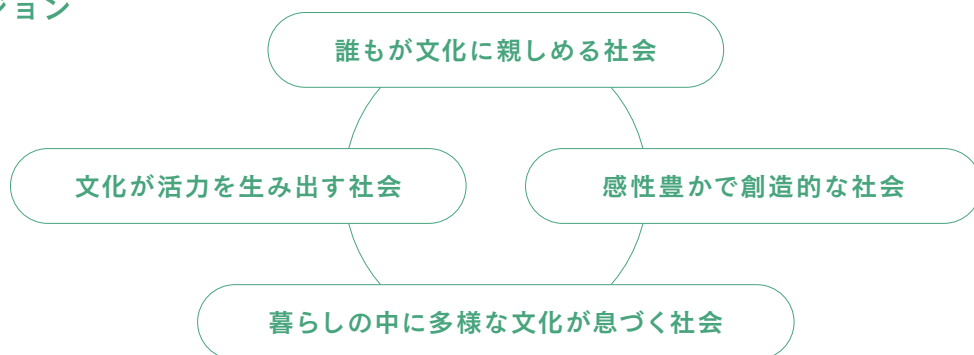 ジョン
誰もが文化に親しめる社会
文化が活力を生み出す社会
感性豊かで創造的な社会
暮らしの中に多様な文化が息づく社会